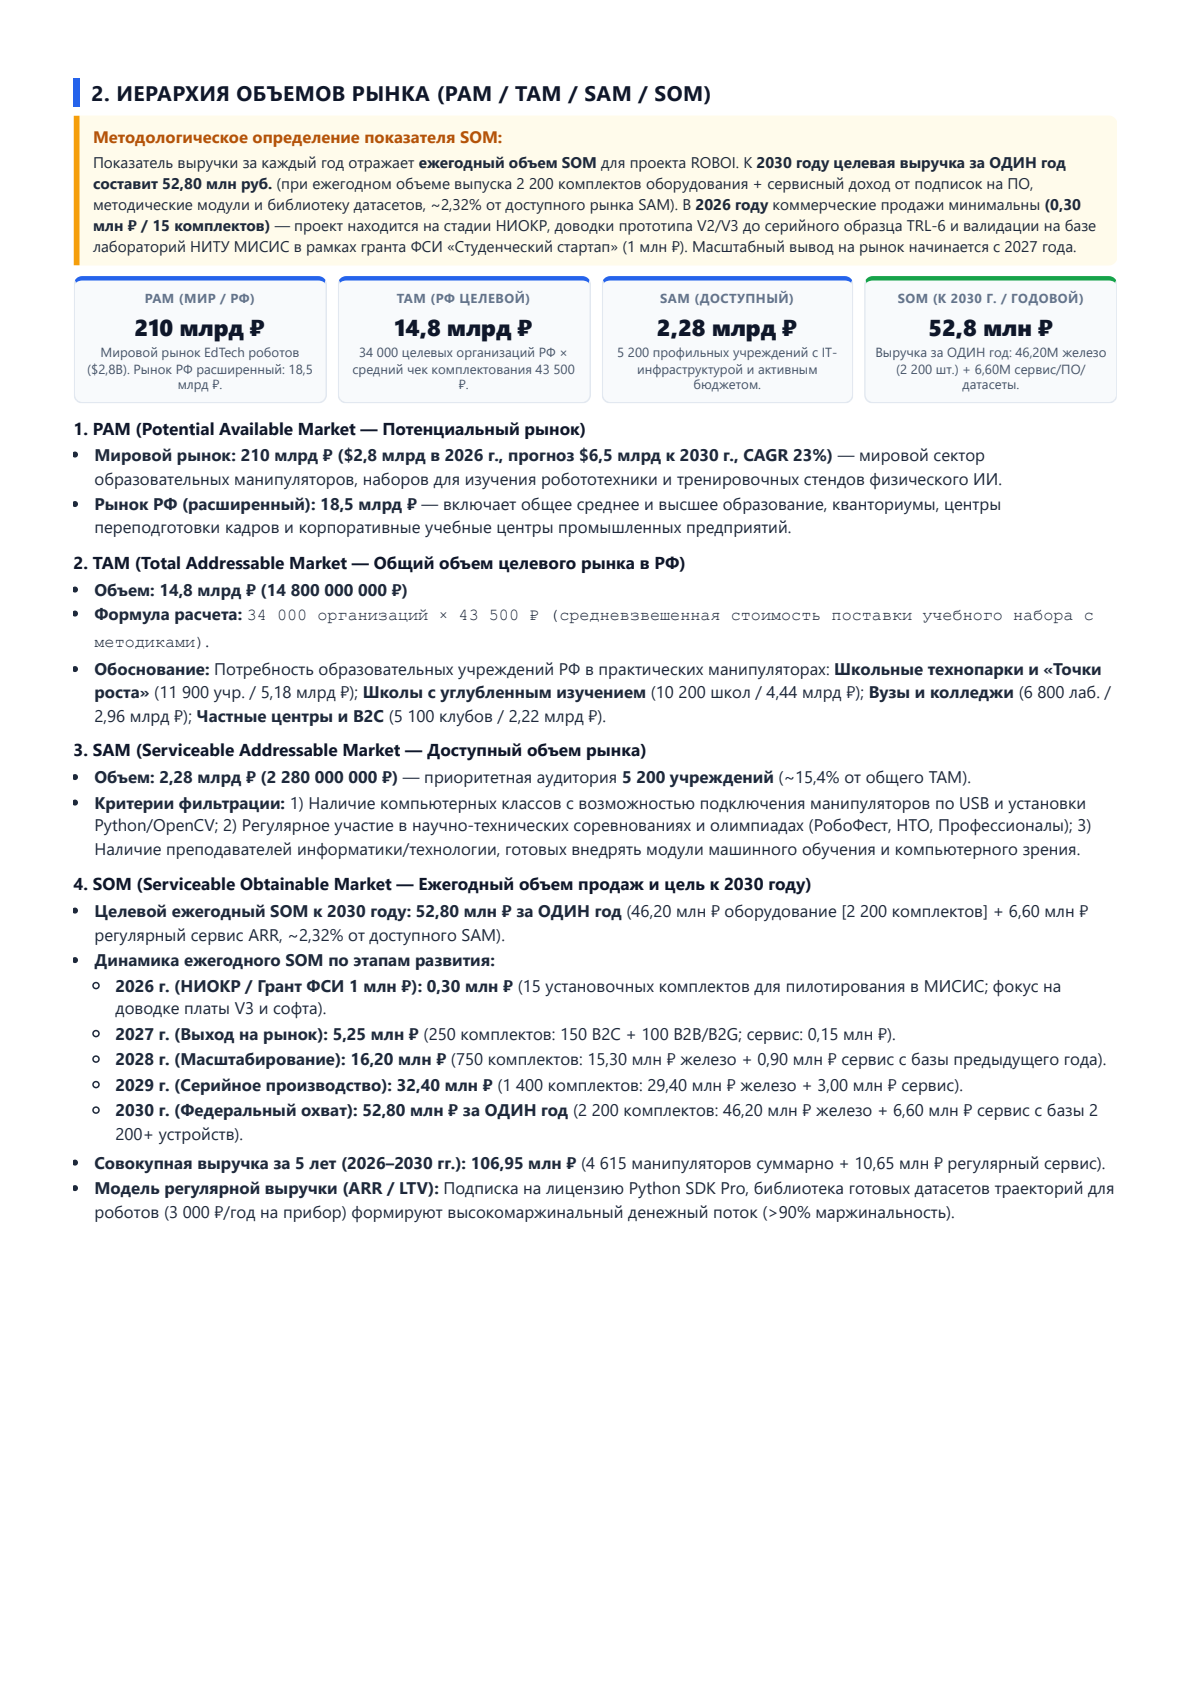 2. ИЕРАРХИЯ ОБЪЕМОВ РЫНКА (PAM / TAM / SAM / SOM)
Методологическое определение показателя SOM:
Показатель выручки за каждый год отражает ежегодный объем SOM для проекта ROBOI. К 2030 году целевая выручка за ОДИН год
составит 52,80 млн руб. (при ежегодном объеме выпуска 2 200 комплектов оборудования + сервисный доход от подписок на ПО,
методические модули и библиотеку датасетов, ~2,32% от доступного рынка SAM). В 2026 году коммерческие продажи минимальны (0,30
млн ₽ / 15 комплектов) — проект находится на стадии НИОКР, доводки прототипа V2/V3 до серийного образца TRL-6 и валидации на базе
лабораторий НИТУ МИСИС в рамках гранта ФСИ «Студенческий стартап» (1 млн ₽). Масштабный вывод на рынок начинается с 2027 года.
PAM (МИР / РФ)
210 млрд ₽
Мировой рынок EdTech роботов
($2,8B). Рынок РФ расширенный: 18,5
млрд ₽.
TAM (РФ ЦЕЛЕВОЙ)
14,8 млрд ₽
34 000 целевых организаций РФ ×
средний чек комплектования 43 500
₽.
SAM (ДОСТУПНЫЙ)
2,28 млрд ₽
5 200 профильных учреждений с IT-
инфраструктурой и активным
бюджетом.
SOM (К 2030 Г. / ГОДОВОЙ)
52,8 млн ₽
Выручка за ОДИН год: 46,20М железо
(2 200 шт.) + 6,60М сервис/ПО/
датасеты.
1. PAM (Potential Available Market — Потенциальный рынок)
• Мировой рынок: 210 млрд ₽ ($2,8 млрд в 2026 г., прогноз $6,5 млрд к 2030 г., CAGR 23%) — мировой сектор
образовательных манипуляторов, наборов для изучения робототехники и тренировочных стендов физического ИИ.
• Рынок РФ (расширенный): 18,5 млрд ₽ — включает общее среднее и высшее образование, кванториумы, центры
переподготовки кадров и корпоративные учебные центры промышленных предприятий.
2. TAM (Total Addressable Market — Общий объем целевого рынка в РФ)
• Объем: 14,8 млрд ₽ (14 800 000 000 ₽)
• Формула расчета: 34 000 организаций × 43 500 ₽ (средневзвешенная стоимость поставки учебного набора с
методиками).
• Обоснование: Потребность образовательных учреждений РФ в практических манипуляторах: Школьные технопарки и «Точки
роста» (11 900 учр. / 5,18 млрд ₽); Школы с углубленным изучением (10 200 школ / 4,44 млрд ₽); Вузы и колледжи (6 800 лаб. /
2,96 млрд ₽); Частные центры и B2C (5 100 клубов / 2,22 млрд ₽).
3. SAM (Serviceable Addressable Market — Доступный объем рынка)
• Объем: 2,28 млрд ₽ (2 280 000 000 ₽) — приоритетная аудитория 5 200 учреждений (~15,4% от общего TAM).
• Критерии фильтрации: 1) Наличие компьютерных классов с возможностью подключения манипуляторов по USB и установки
Python/OpenCV; 2) Регулярное участие в научно-технических соревнованиях и олимпиадах (РобоФест, НТО, Профессионалы); 3)
Наличие преподавателей информатики/технологии, готовых внедрять модули машинного обучения и компьютерного зрения.
4. SOM (Serviceable Obtainable Market — Ежегодный объем продаж и цель к 2030 году)
• Целевой ежегодный SOM к 2030 году: 52,80 млн ₽ за ОДИН год (46,20 млн ₽ оборудование [2 200 комплектов] + 6,60 млн ₽
регулярный сервис ARR, ~2,32% от доступного SAM).
• Динамика ежегодного SOM по этапам развития:
◦ 2026 г. (НИОКР / Грант ФСИ 1 млн ₽): 0,30 млн ₽ (15 установочных комплектов для пилотирования в МИСИС; фокус на
доводке платы V3 и софта).
◦ 2027 г. (Выход на рынок): 5,25 млн ₽ (250 комплектов: 150 B2C + 100 B2B/B2G; сервис: 0,15 млн ₽).
◦ 2028 г. (Масштабирование): 16,20 млн ₽ (750 комплектов: 15,30 млн ₽ железо + 0,90 млн ₽ сервис с базы предыдущего года).
◦ 2029 г. (Серийное производство): 32,40 млн ₽ (1 400 комплектов: 29,40 млн ₽ железо + 3,00 млн ₽ сервис).
◦ 2030 г. (Федеральный охват): 52,80 млн ₽ за ОДИН год (2 200 комплектов: 46,20 млн ₽ железо + 6,60 млн ₽ сервис с базы 2
200+ устройств).
• Совокупная выручка за 5 лет (2026–2030 гг.): 106,95 млн ₽ (4 615 манипуляторов суммарно + 10,65 млн ₽ регулярный сервис).
• Модель регулярной выручки (ARR / LTV): Подписка на лицензию Python SDK Pro, библиотека готовых датасетов траекторий для
роботов (3 000 ₽/год на прибор) формируют высокомаржинальный денежный поток (>90% маржинальность).